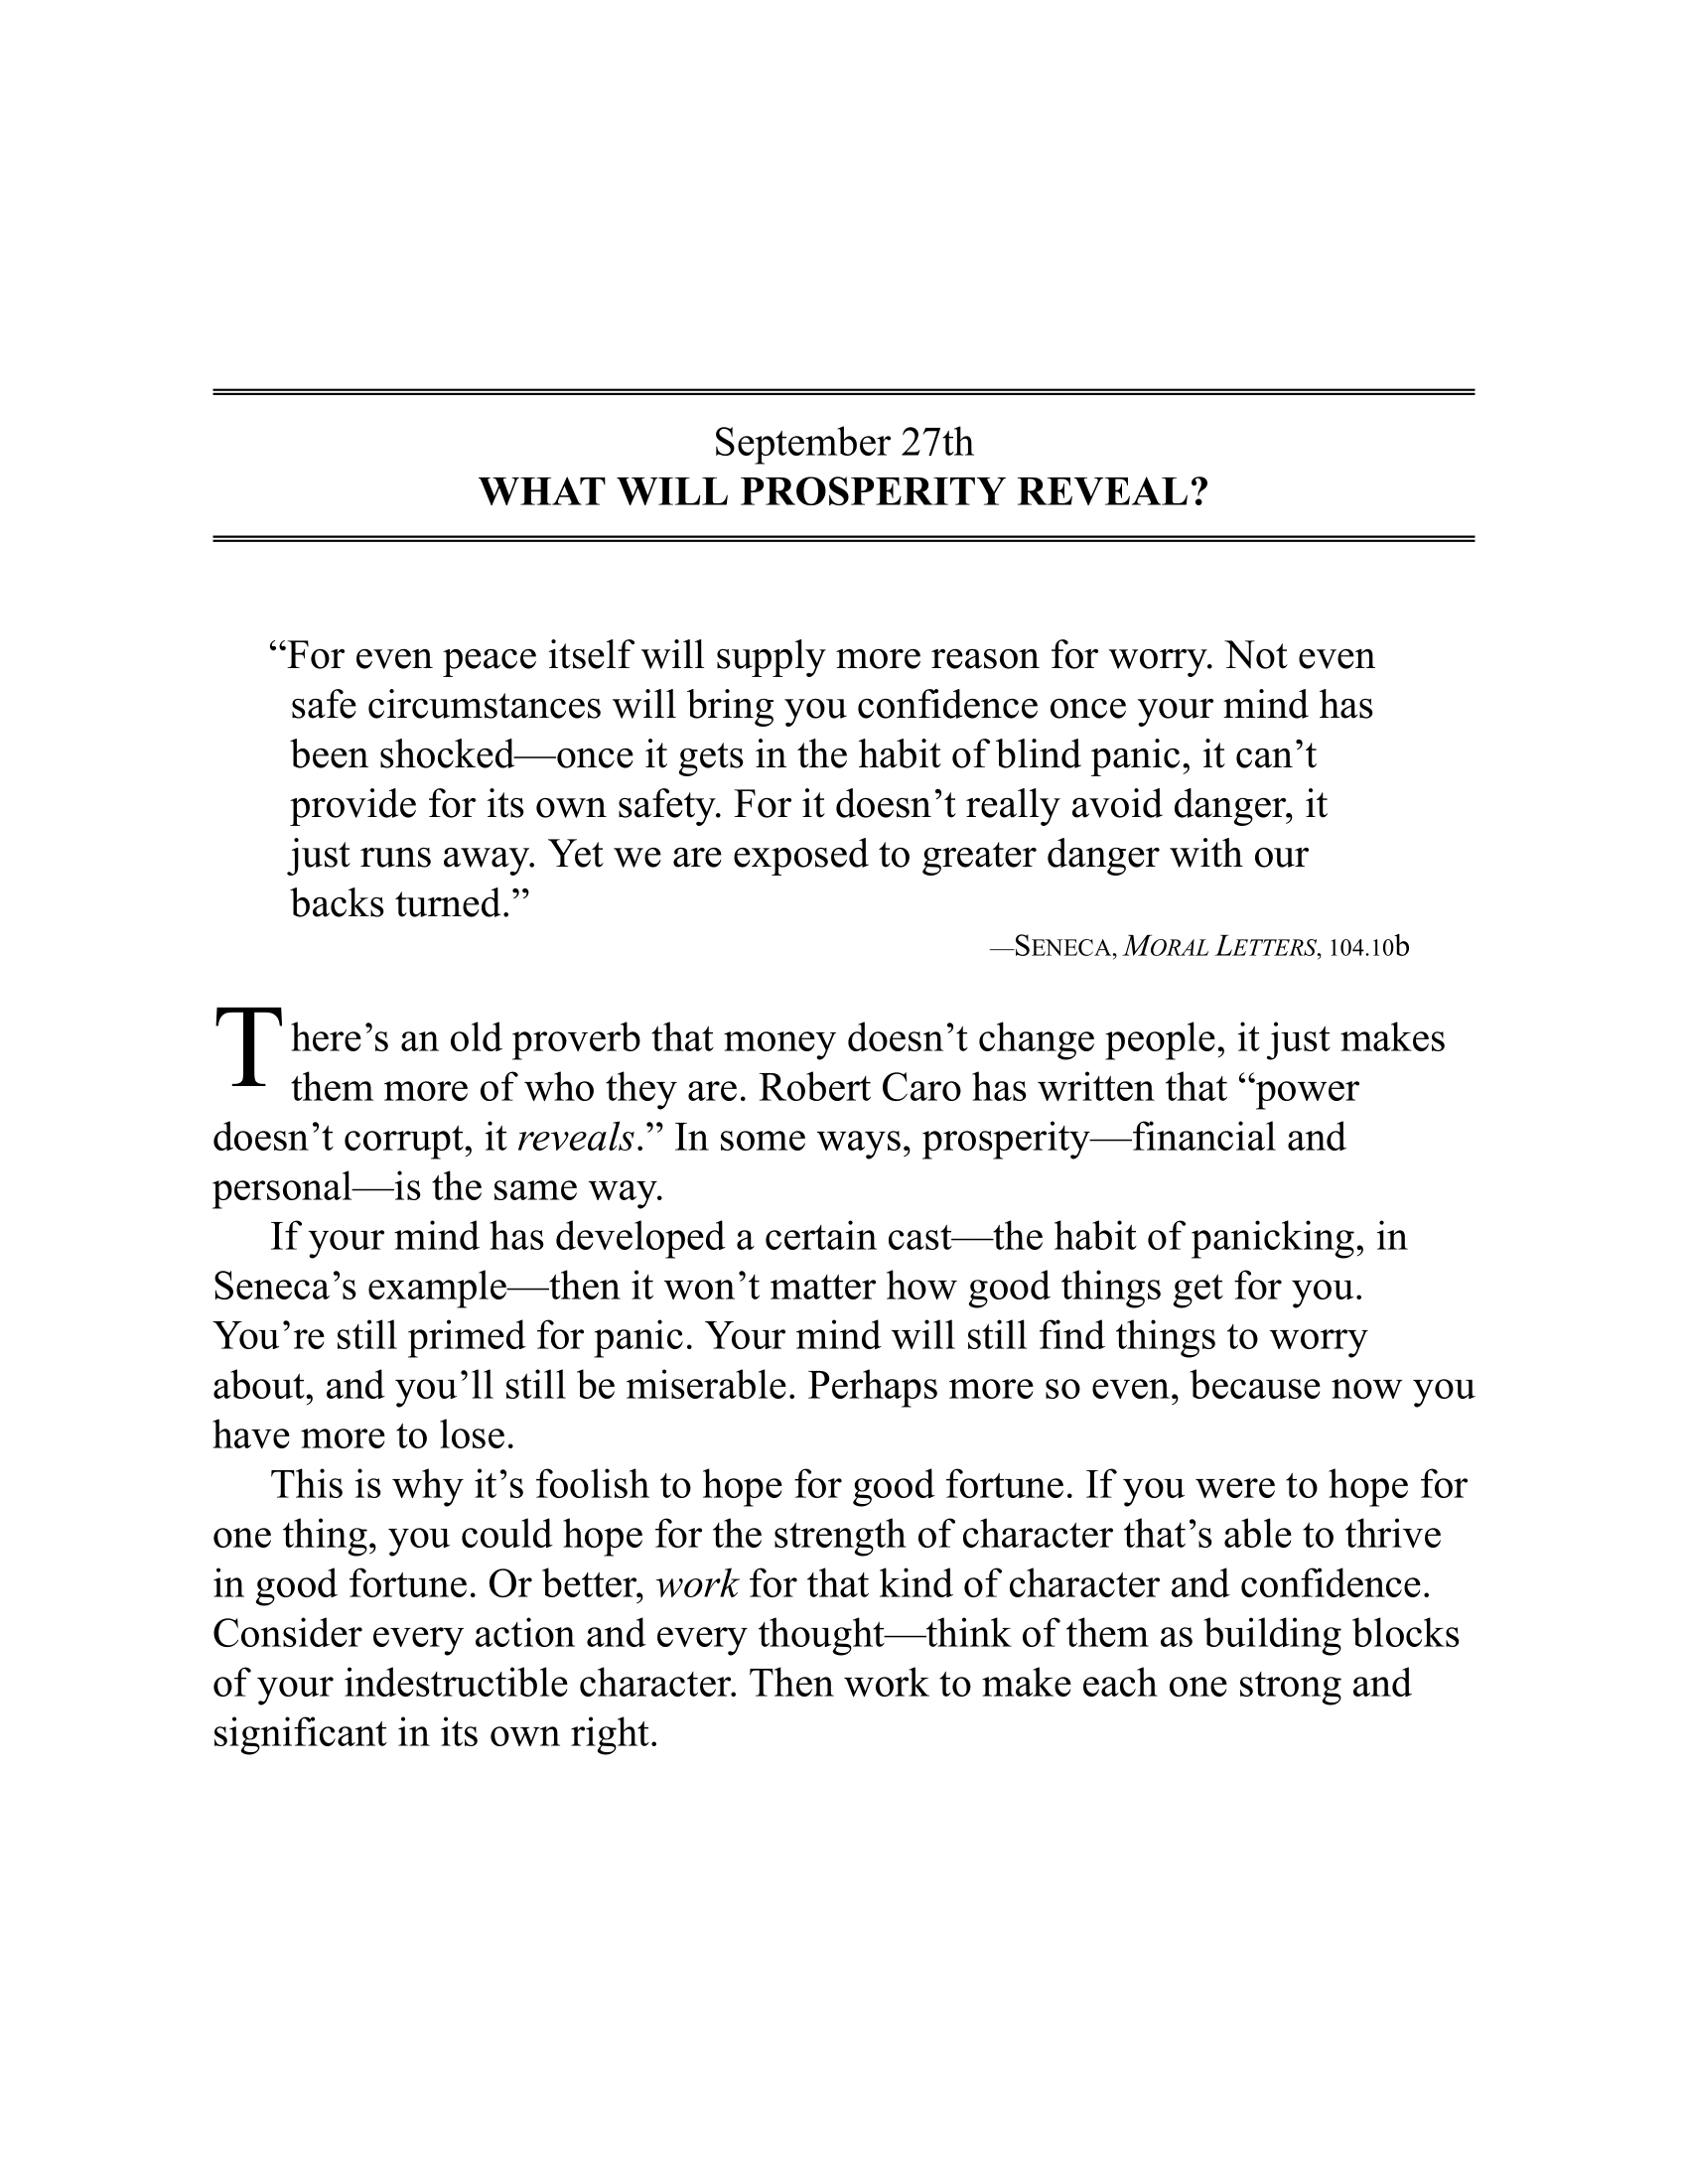 September 27th
WHAT WILL PROSPERITY REVEAL?
“For even peace itself will supply more reason for worry. Not even
safe circumstances will bring you confidence once your mind has
been shocked—once it gets in the habit of blind panic, it can’t
provide for its own safety. For it doesn’t really avoid danger, it
just runs away. Yet we are exposed to greater danger with our
backs turned.”
—SENECA, MORAL LETTERS, 104.10b
There’s an old proverb that money doesn’t change people, it just makes
them more of who they are. Robert Caro has written that “power
doesn’t corrupt, it reveals.” In some ways, prosperity—financial and
personal—is the same way.
If your mind has developed a certain cast—the habit of panicking, in
Seneca’s example—then it won’t matter how good things get for you.
You’re still primed for panic. Your mind will still find things to worry
about, and you’ll still be miserable. Perhaps more so even, because now you
have more to lose.
This is why it’s foolish to hope for good fortune. If you were to hope for
one thing, you could hope for the strength of character that’s able to thrive
in good fortune. Or better, work for that kind of character and confidence.
Consider every action and every thought—think of them as building blocks
of your indestructible character. Then work to make each one strong and
significant in its own right.